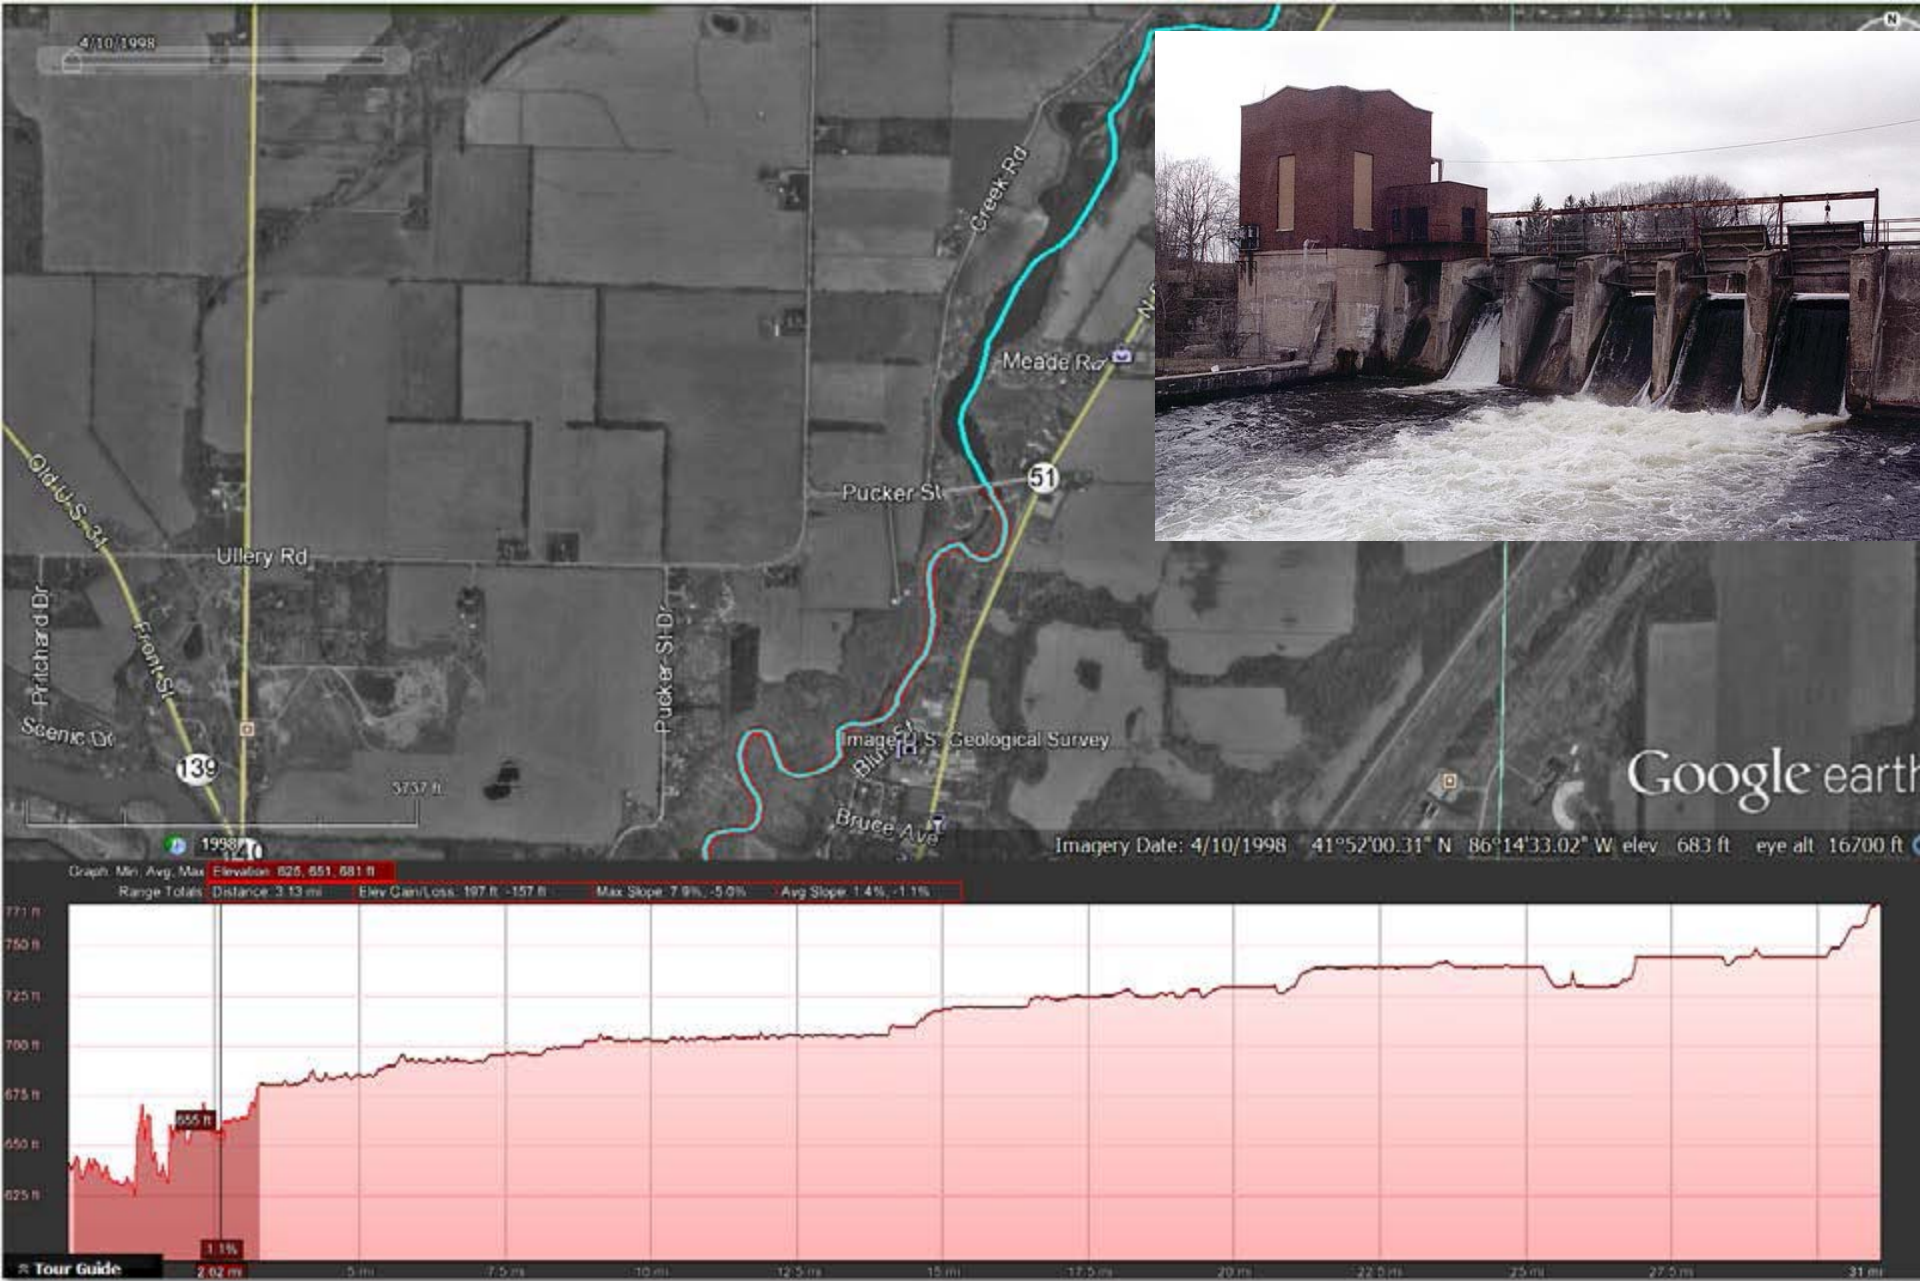 4/10/1998
N
Creek Rd
Meade Rd
51
Pucker St
Old U.S. 31
Ullery Rd
Pritchard Dr
Front St
Pucker St Dr
Scenic Dr
Image U.S. Geological Survey
139
3737 ft
Bruce Ave
Google earth
1998
Imagery Date: 4/10/1998 41°52'00.31" N 86°14'33.02" W elev 683 ft eye alt 16700 ft
Graph: Min, Avg, Max Elevation: 625, 651, 681 ft
Range Totals: Distance: 3.13 mi Elev Gain/Loss: 197 ft, -157 ft Max Slope: 7.9%, -5.0% Avg Slope: 1.4%, -1.1%
771 ft
750 ft
725 ft
700 ft
675 ft
655 ft
650 ft
625 ft
1.1%
Tour Guide
2.62 mi 5 mi 7.5 mi 10 mi 12.5 mi 15 mi 17.5 mi 20 mi 22.5 mi 25 mi 27.5 mi 31 mi